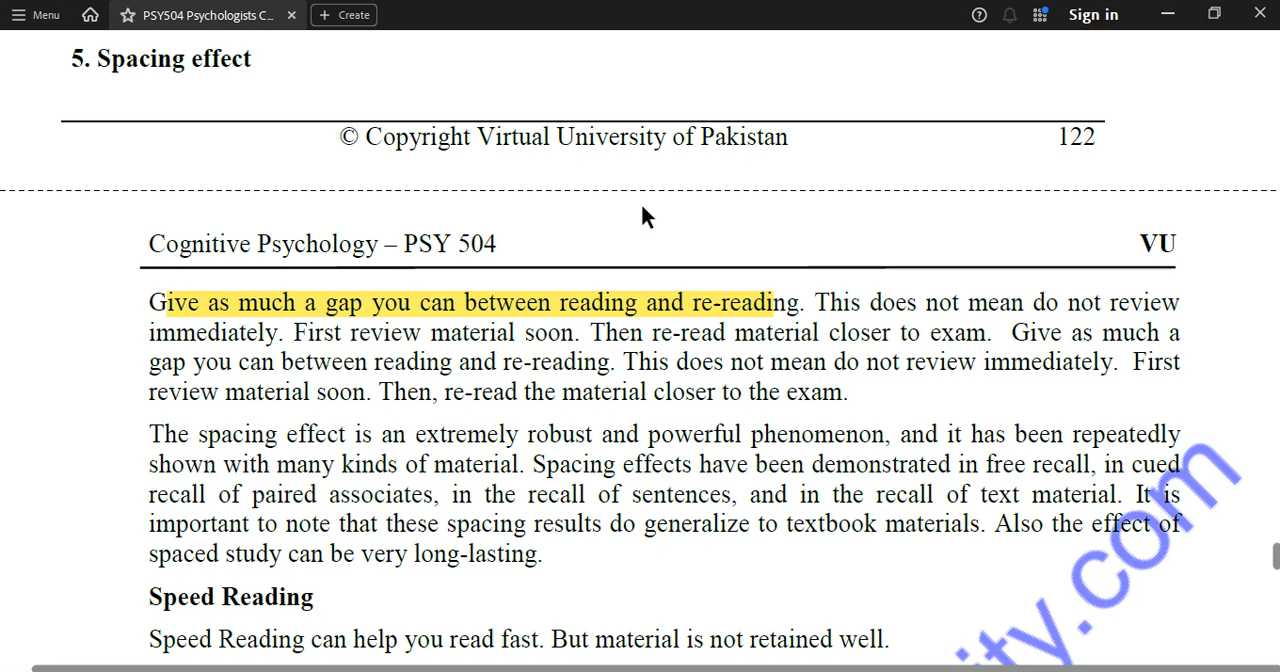 Menu
PSY504 Psychologists C...
Create
Sign in
5. Spacing effect
© Copyright Virtual University of Pakistan 122
Cognitive Psychology – PSY 504 VU
Give as much a gap you can between reading and re-reading. This does not mean do not review
immediately. First review material soon. Then re-read material closer to exam. Give as much a
gap you can between reading and re-reading. This does not mean do not review immediately. First
review material soon. Then, re-read the material closer to the exam.
The spacing effect is an extremely robust and powerful phenomenon, and it has been repeatedly
shown with many kinds of material. Spacing effects have been demonstrated in free recall, in cued
recall of paired associates, in the recall of sentences, and in the recall of text material. It is
important to note that these spacing results do generalize to textbook materials. Also the effect of
spaced study can be very long-lasting.
Speed Reading
Speed Reading can help you read fast. But material is not retained well.
ity.com